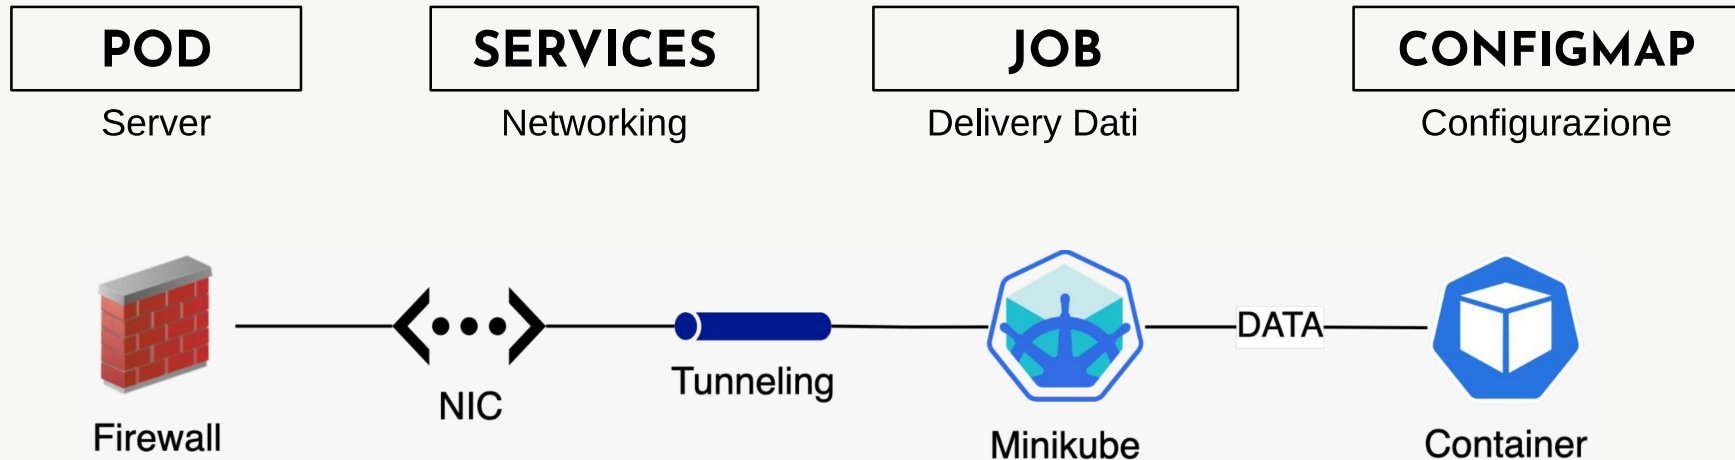 POD
SERVICES
JOB
CONFIGMAP
Server
Networking
Delivery Dati
Configurazione
DATA
Tunneling
NIC
Firewall
Minikube
Container